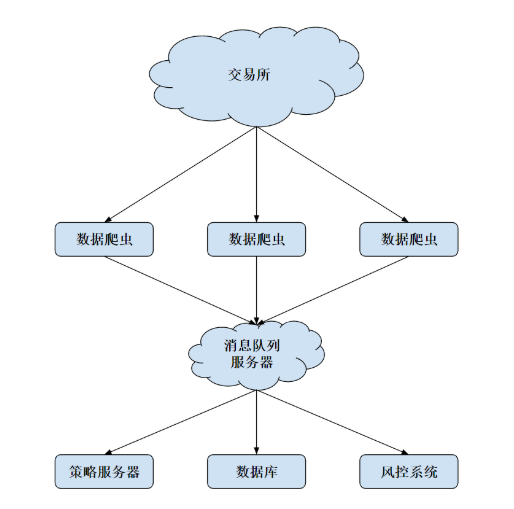 交易所
数据爬虫
数据爬虫
数据爬虫
消息队列
服务器
策略服务器
数据库
风控系统